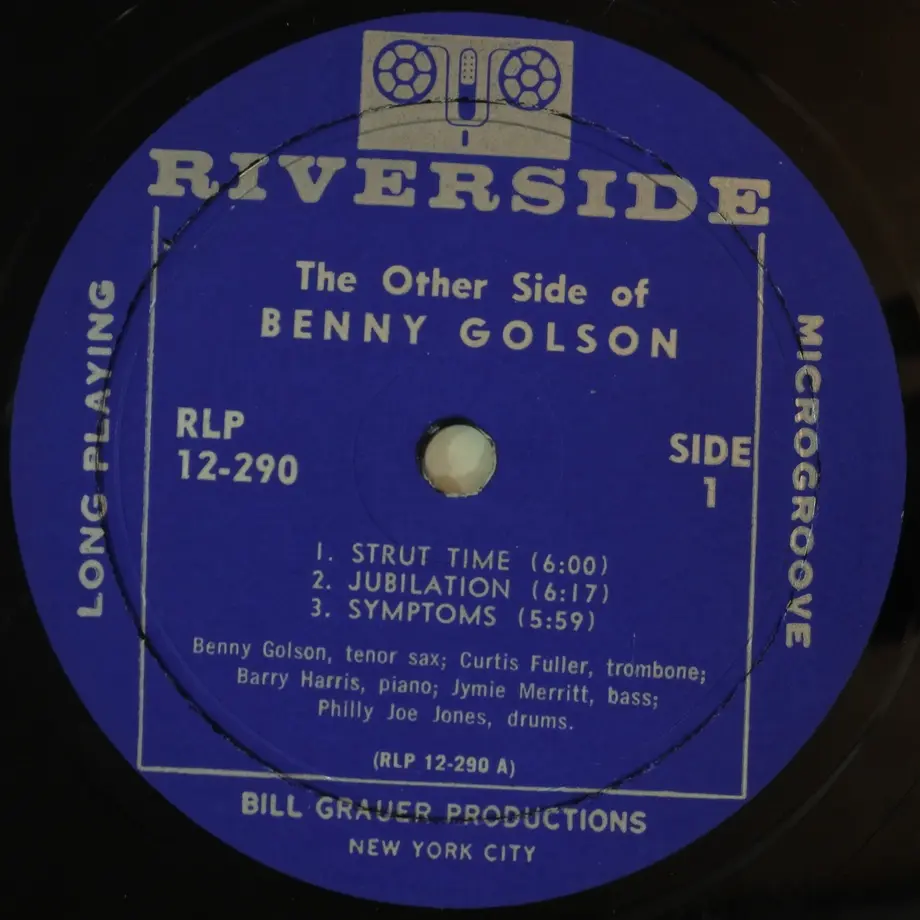 RIVERSIDE
The Other Side of
BENNY GOLSON
LONG PLAYING
MICROGROOVE
RLP
12-290
SIDE
1
1. STRUT TIME (6:00)
2. JUBILATION (6:17)
3. SYMPTOMS (5:59)
Benny Golson, tenor sax; Curtis Fuller, trombone;
Barry Harris, piano; Jymie Merritt, bass;
Philly Joe Jones, drums.
(RLP 12-290 A)
BILL GRAUER PRODUCTIONS
NEW YORK CITY